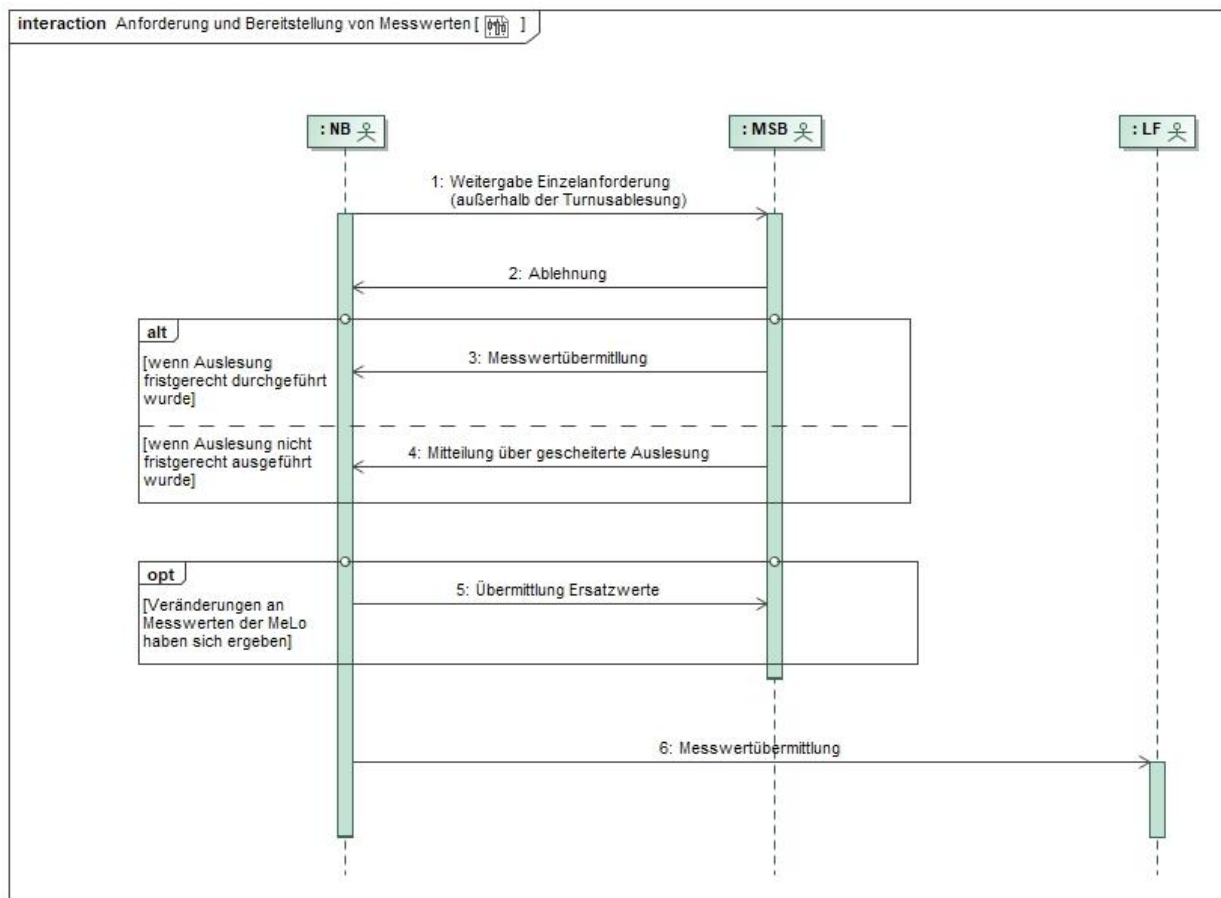 interaction Anforderung und Bereitstellung von Messwerten [ ]
: NB
: MSB
: LF
1: Weitergabe Einzelanforderung
(außerhalb der Turnusablesung)
2: Ablehnung
alt
[wenn Auslesung
fristgerecht durchgeführt
wurde]
3: Messwertübermitllung
[wenn Auslesung nicht
fristgerecht ausgeführt
wurde]
4: Mitteilung über gescheiterte Auslesung
opt
[Veränderungen an
Messwerten der MeLo
haben sich ergeben]
5: Übermittlung Ersatzwerte
6: Messwertübermittlung